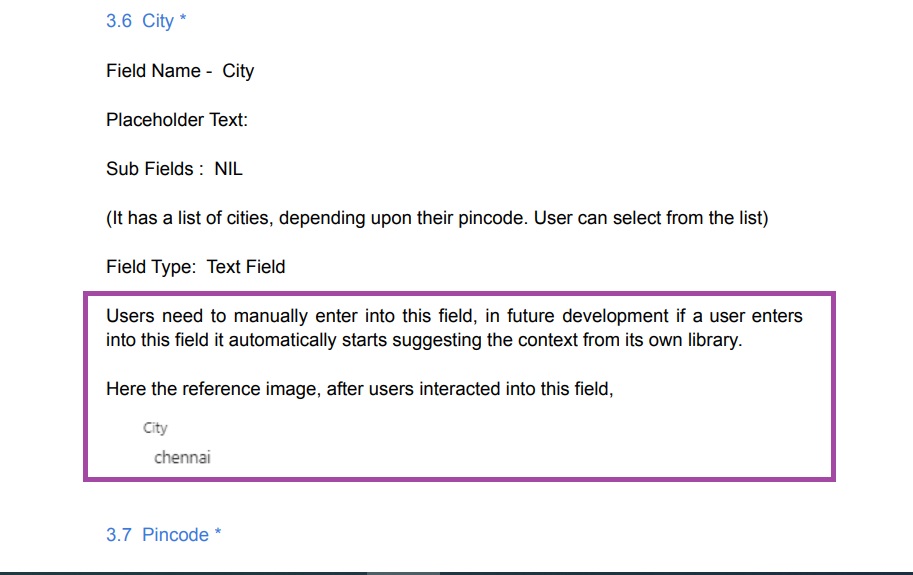 3.6 City *
Field Name - City
Placeholder Text:
Sub Fields : NIL
(It has a list of cities, depending upon their pincode. User can select from the list)
Field Type: Text Field
Users need to manually enter into this field, in future development if a user enters
into this field it automatically starts suggesting the context from its own library.
Here the reference image, after users interacted into this field,
City
chennai
3.7 Pincode *